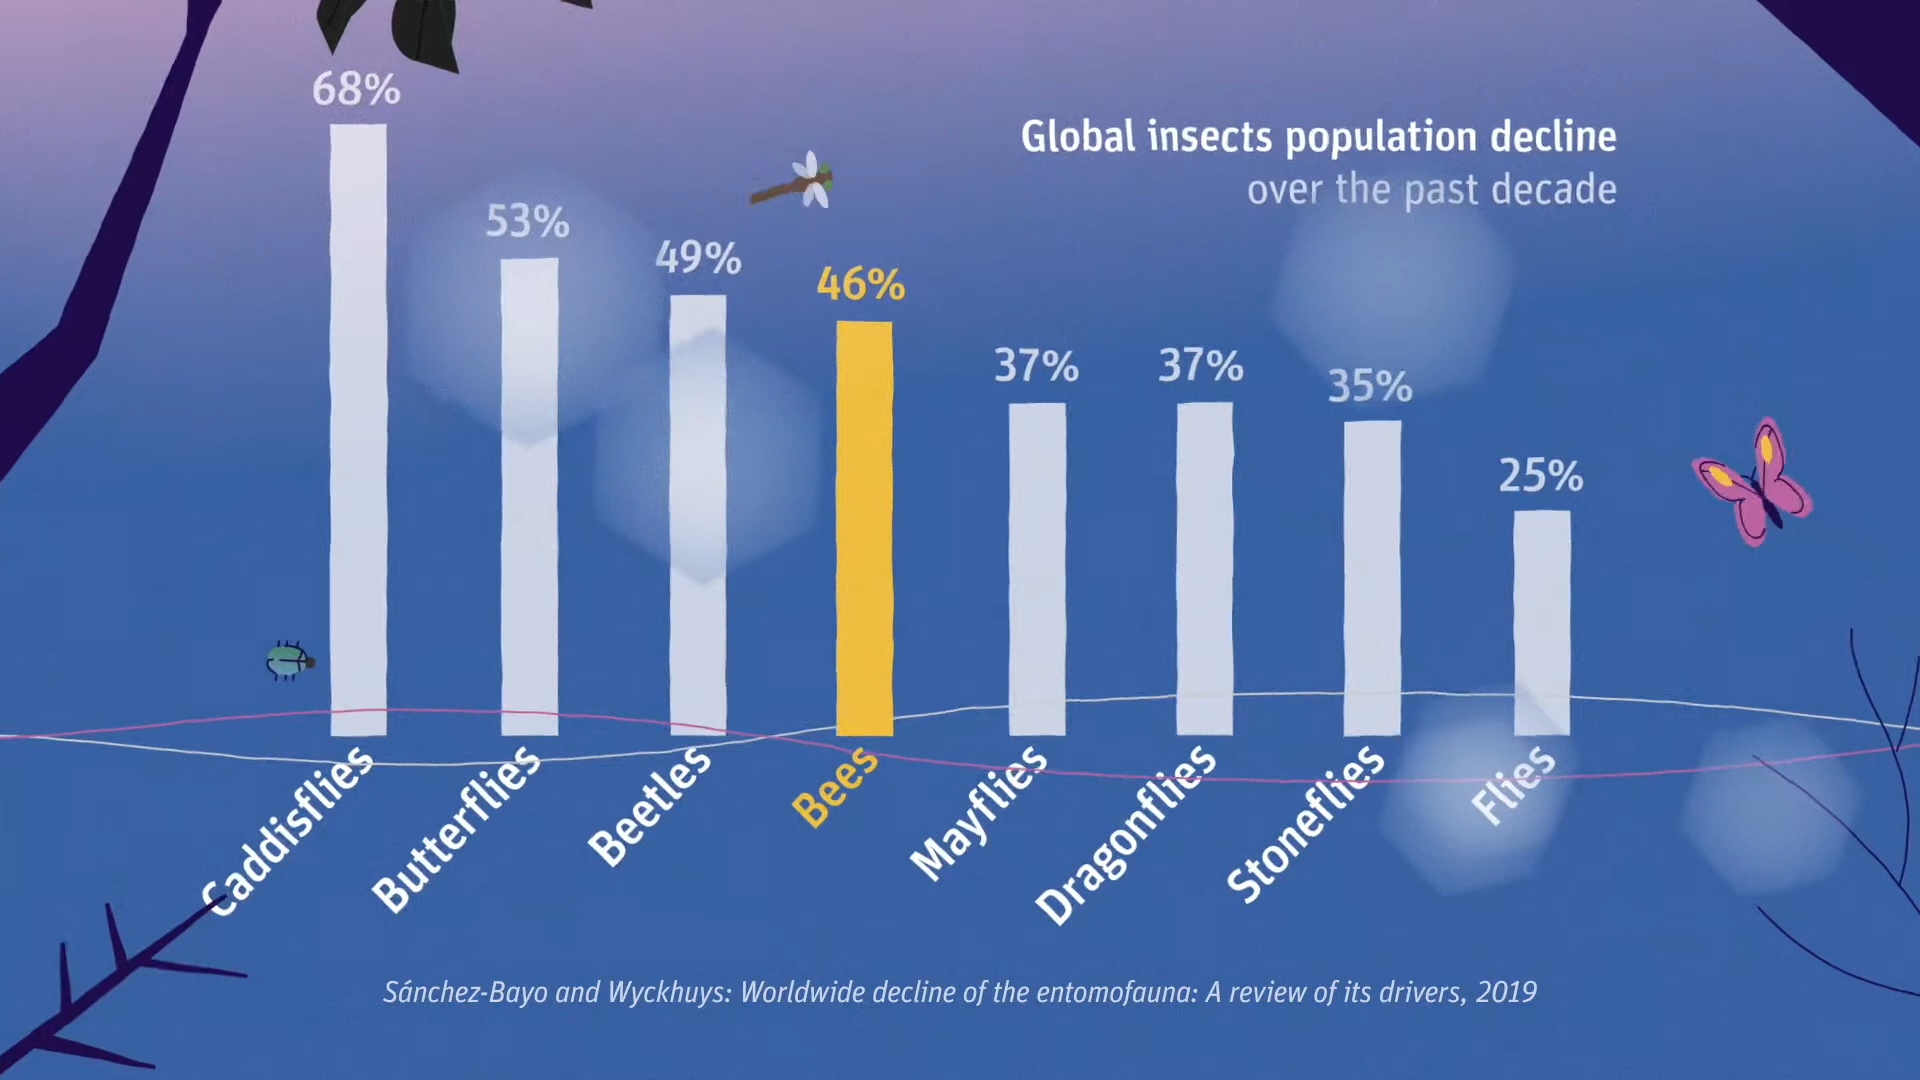 68%
53%
49%
46%
37%
37%
35%
25%
Global insects population decline
over the past decade
Caddisflies
Butterflies
Beetles
Bees
Mayflies
Dragonflies
Stoneflies
Flies
Sánchez-Bayo and Wyckhuys: Worldwide decline of the entomofauna: A review of its drivers, 2019